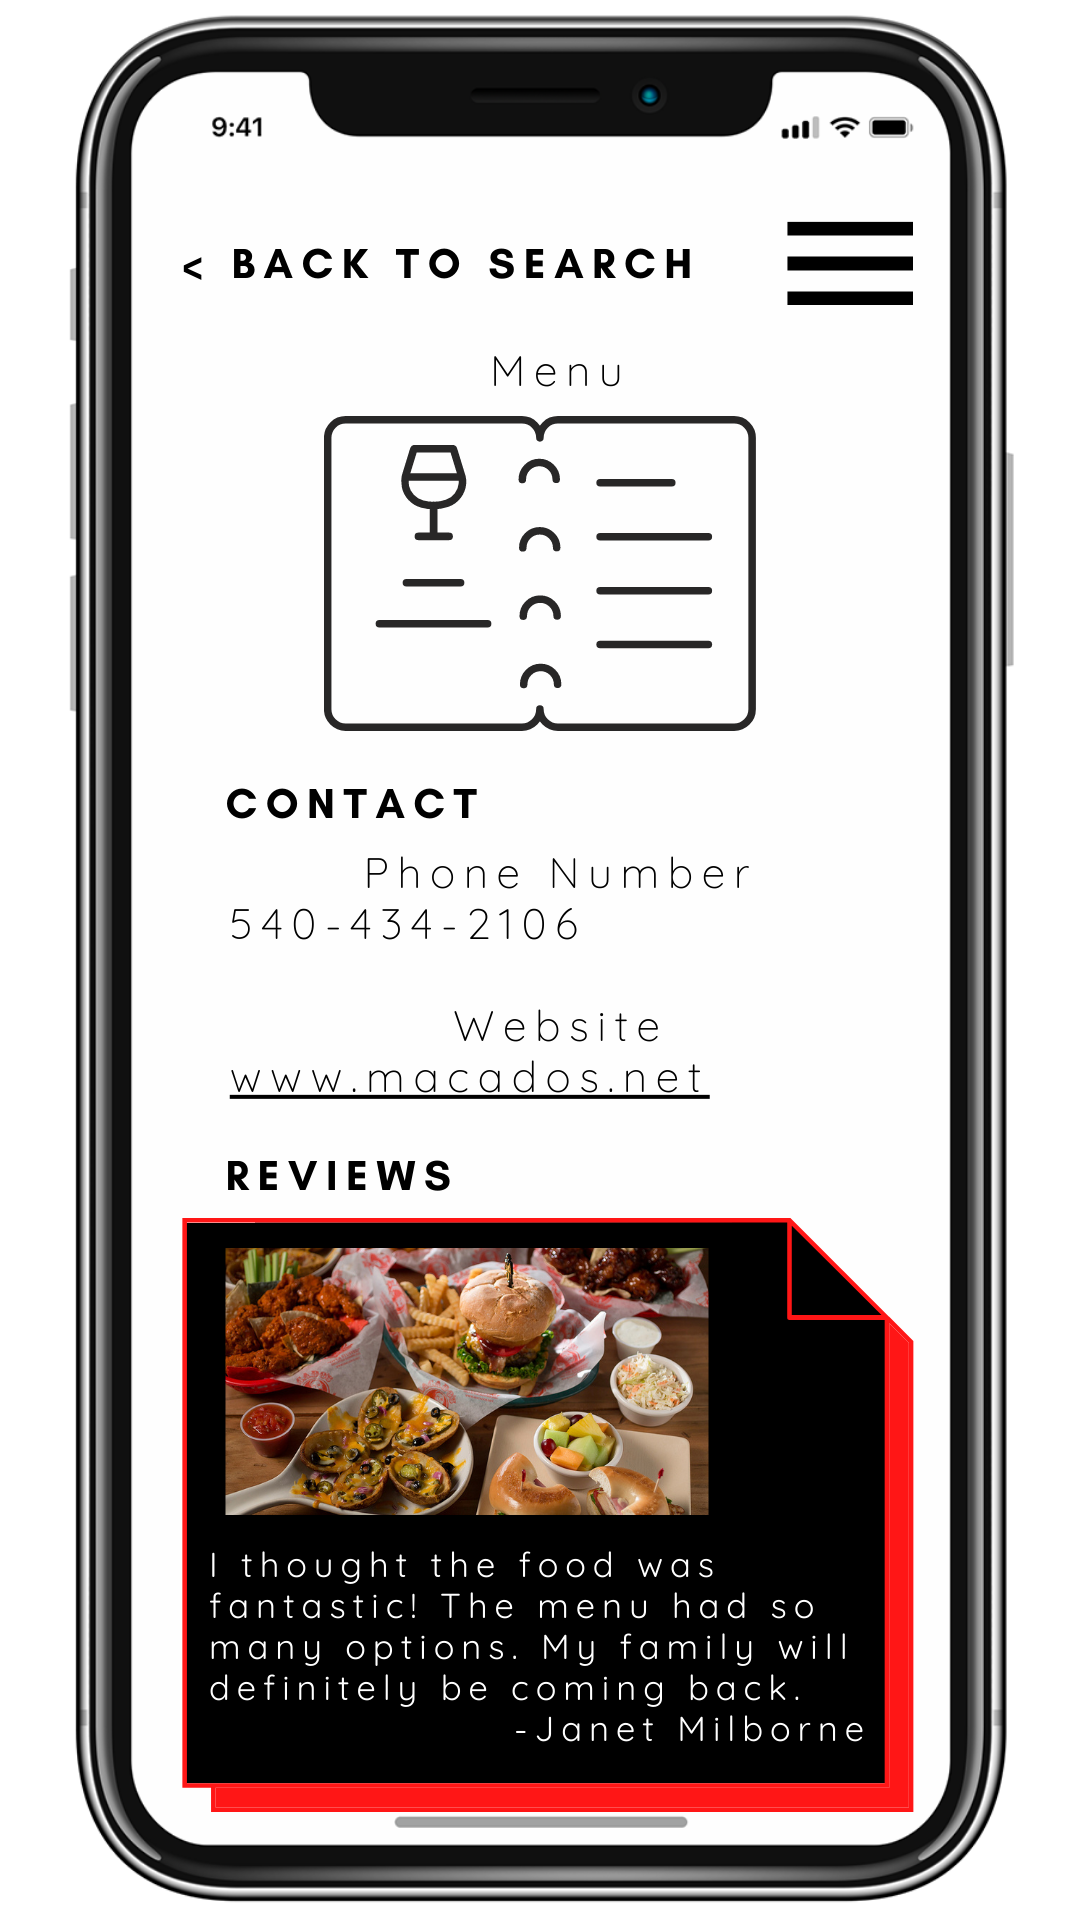 9:41
< BACK TO SEARCH
Menu
CONTACT
Phone Number
540-434-2106
Website
www.macados.net
REVIEWS
I thought the food was
fantastic! The menu had so
many options. My family will
definitely be coming back.
-Janet Milborne